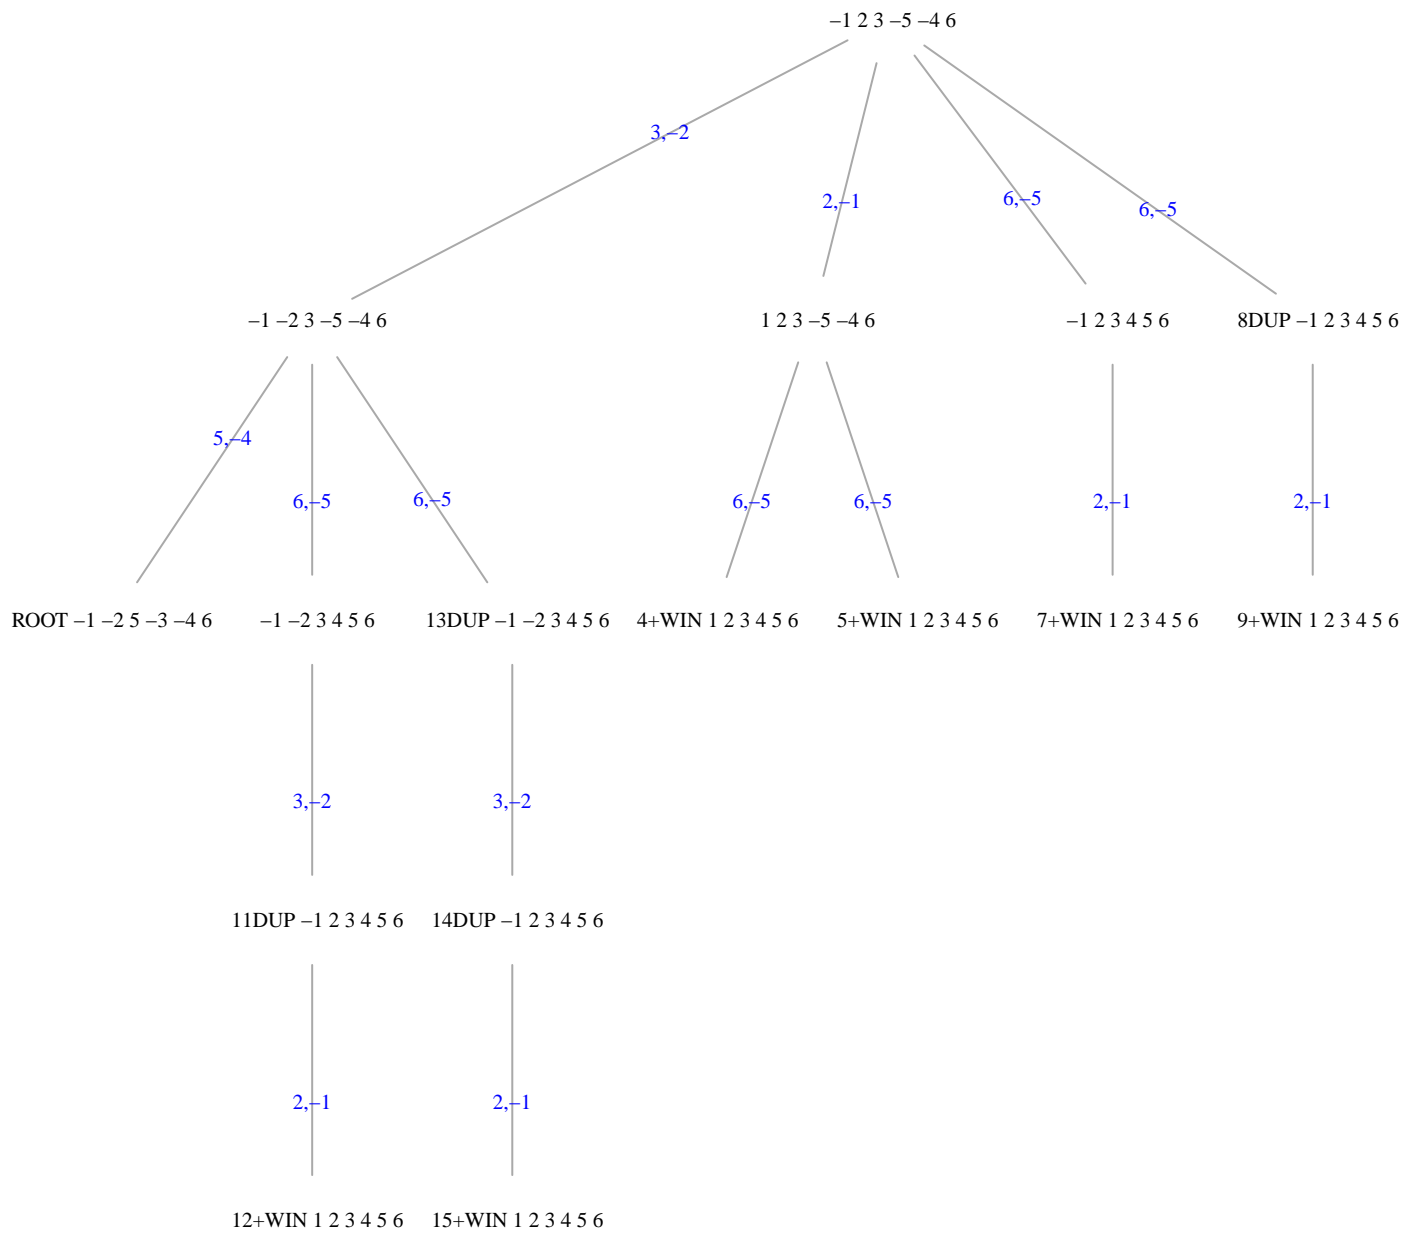 –1 2 3 –5 –4 6
3,–2
2,–1
6,–5
6,–5
–1 –2 3 –5 –4 6
1 2 3 –5 –4 6
–1 2 3 4 5 6
8DUP –1 2 3 4 5 6
5,–4
6,–5
6,–5
6,–5
6,–5
2,–1
2,–1
ROOT –1 –2 5 –3 –4 6
–1 –2 3 4 5 6
13DUP –1 –2 3 4 5 6
4+WIN 1 2 3 4 5 6
5+WIN 1 2 3 4 5 6
7+WIN 1 2 3 4 5 6
9+WIN 1 2 3 4 5 6
3,–2
3,–2
11DUP –1 2 3 4 5 6
14DUP –1 2 3 4 5 6
2,–1
2,–1
12+WIN 1 2 3 4 5 6
15+WIN 1 2 3 4 5 6